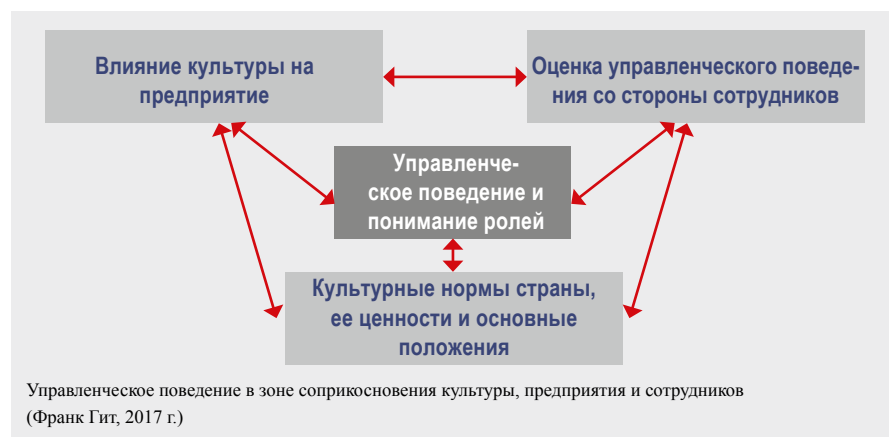 Влияние культуры на
предприятие
Оценка управленческого поведе-
ния со стороны сотрудников
Управленче-
ское поведение и
понимание ролей
Культурные нормы страны,
ее ценности и основные
положения
Управленческое поведение в зоне соприкосновения культуры, предприятия и сотрудников
(Франк Гит, 2017 г.)